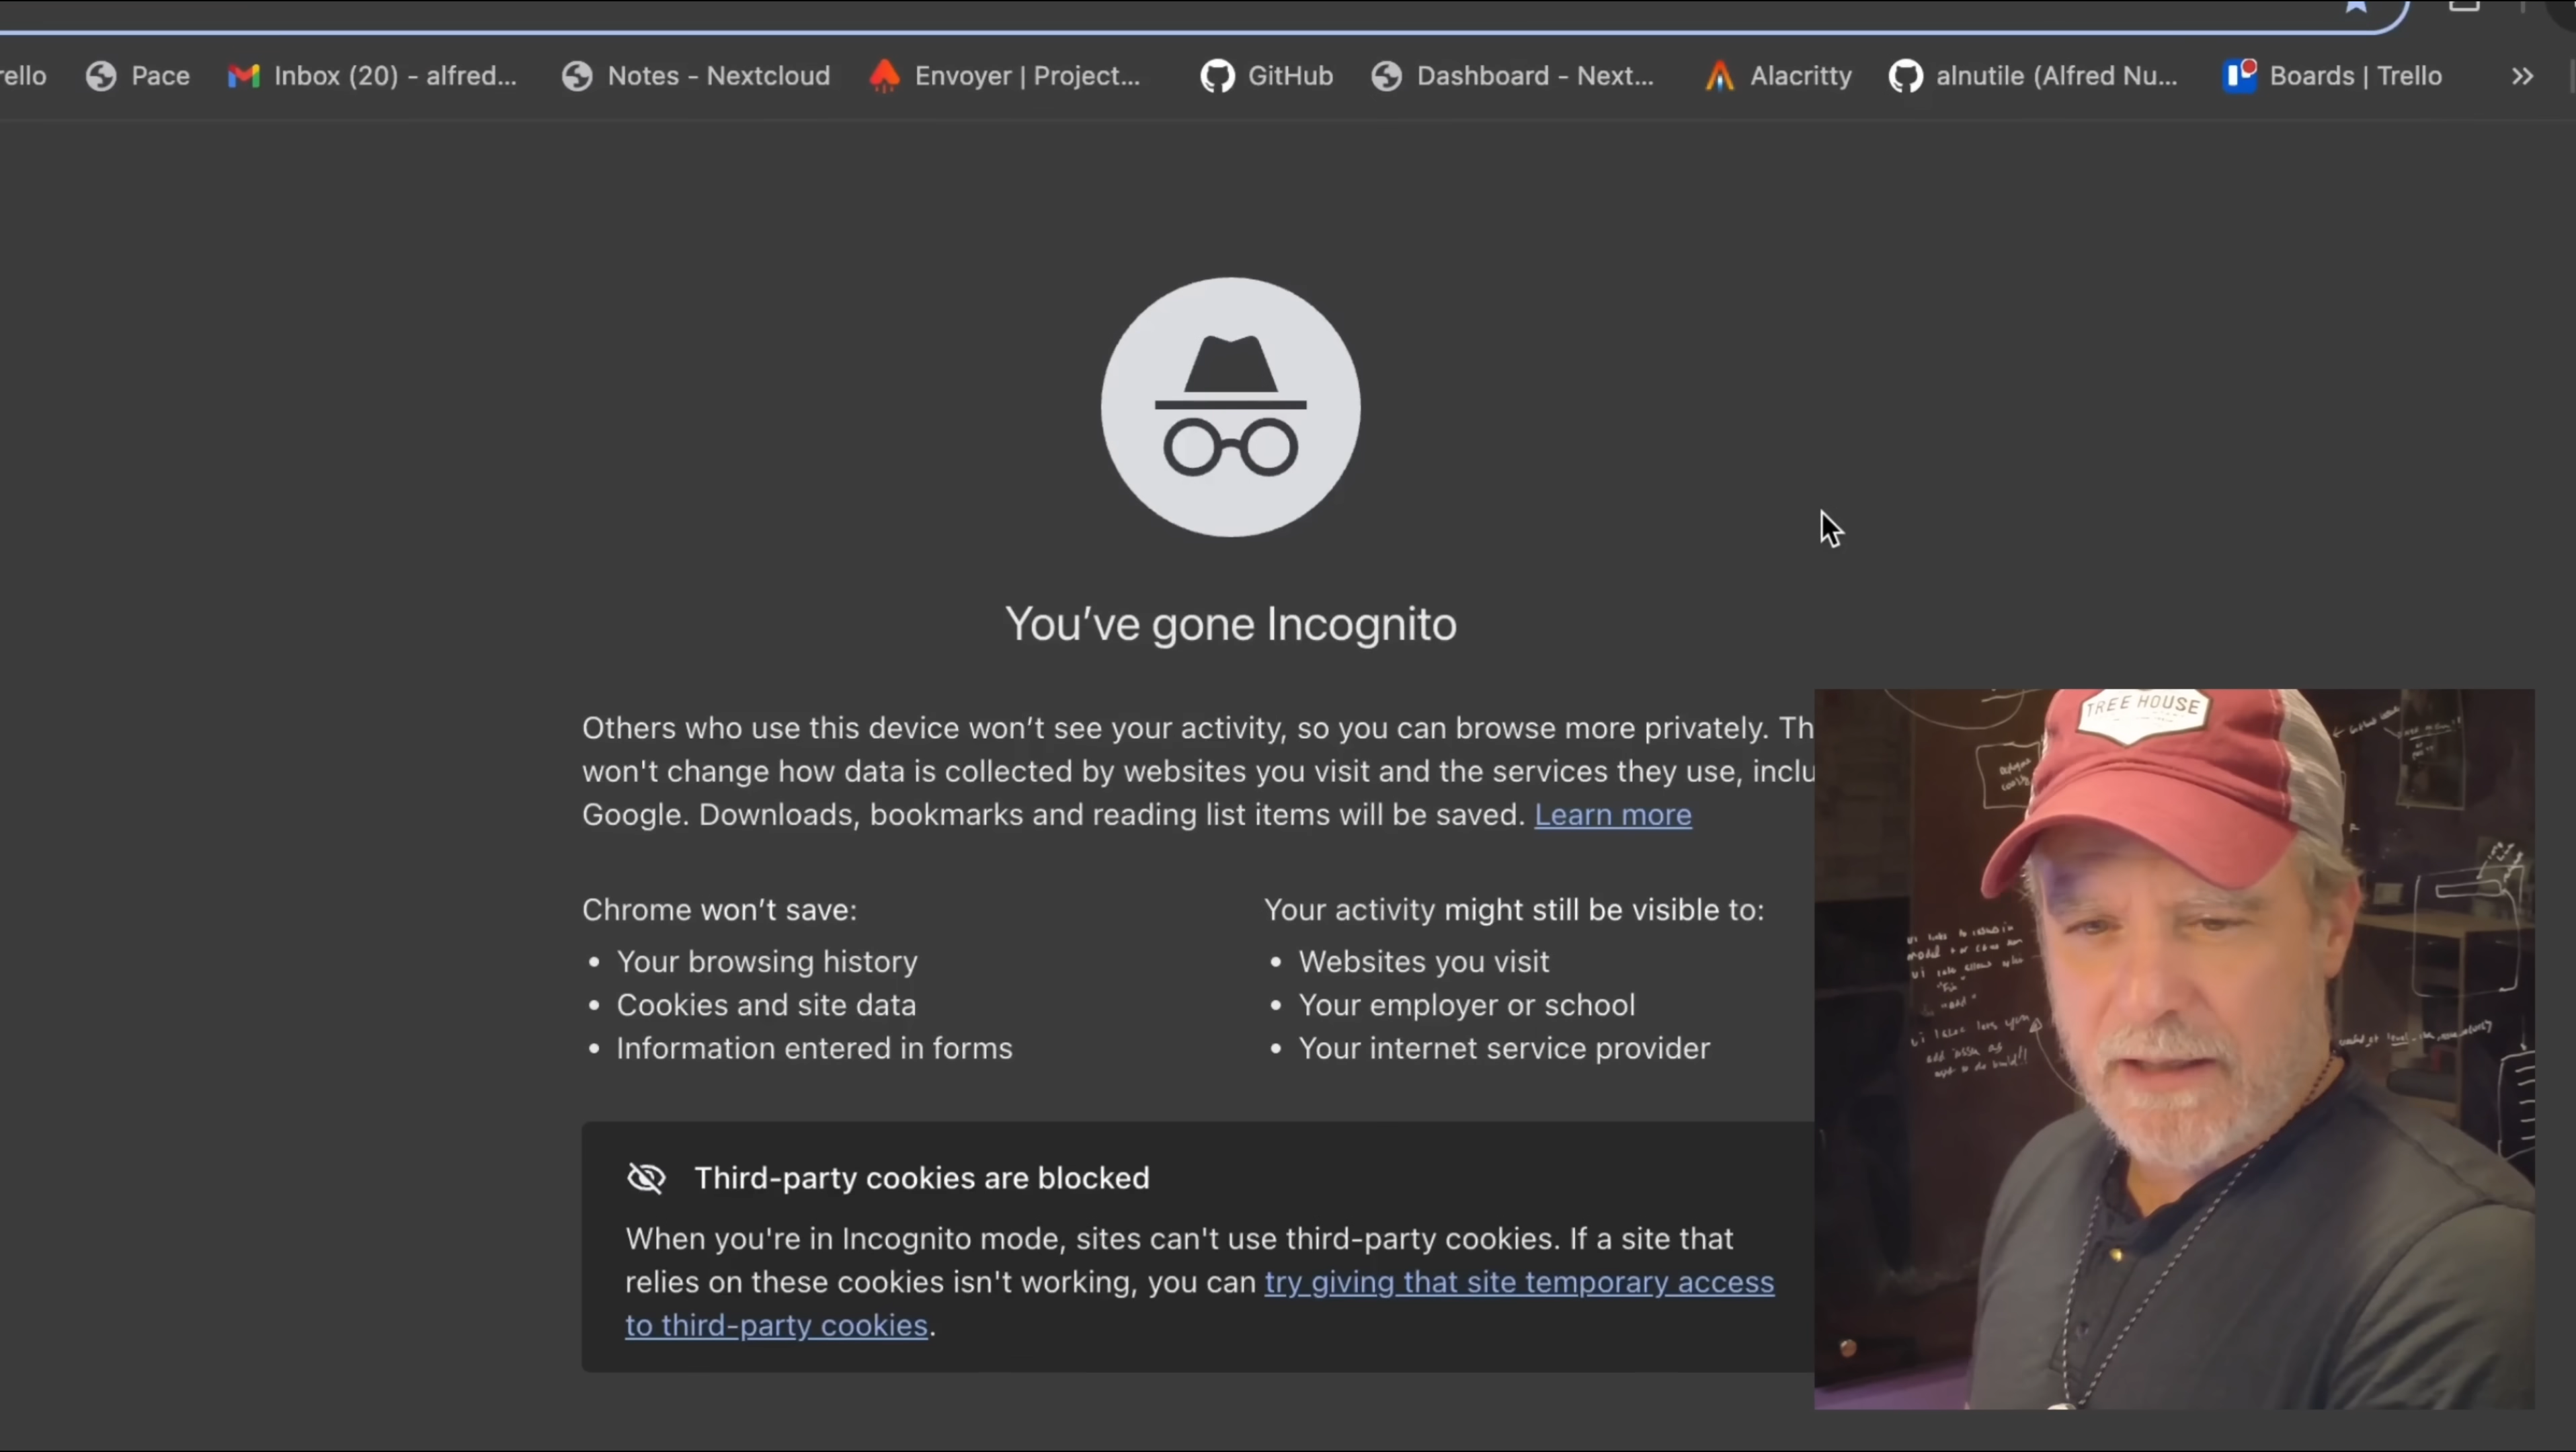 rello Pace Inbox (20) - alfred... Notes - Nextcloud Envoyer | Project... GitHub Dashboard - Next... Alacritty alnutile (Alfred Nu... Boards | Trello
You’ve gone Incognito
Others who use this device won’t see your activity, so you can browse more privately. Th
won't change how data is collected by websites you visit and the services they use, inclu
Google. Downloads, bookmarks and reading list items will be saved. Learn more
Chrome won’t save:
• Your browsing history
• Cookies and site data
• Information entered in forms
Your activity might still be visible to:
• Websites you visit
• Your employer or school
• Your internet service provider
Third-party cookies are blocked
When you're in Incognito mode, sites can't use third-party cookies. If a site that
relies on these cookies isn't working, you can try giving that site temporary access
to third-party cookies.
TREE HOUSE